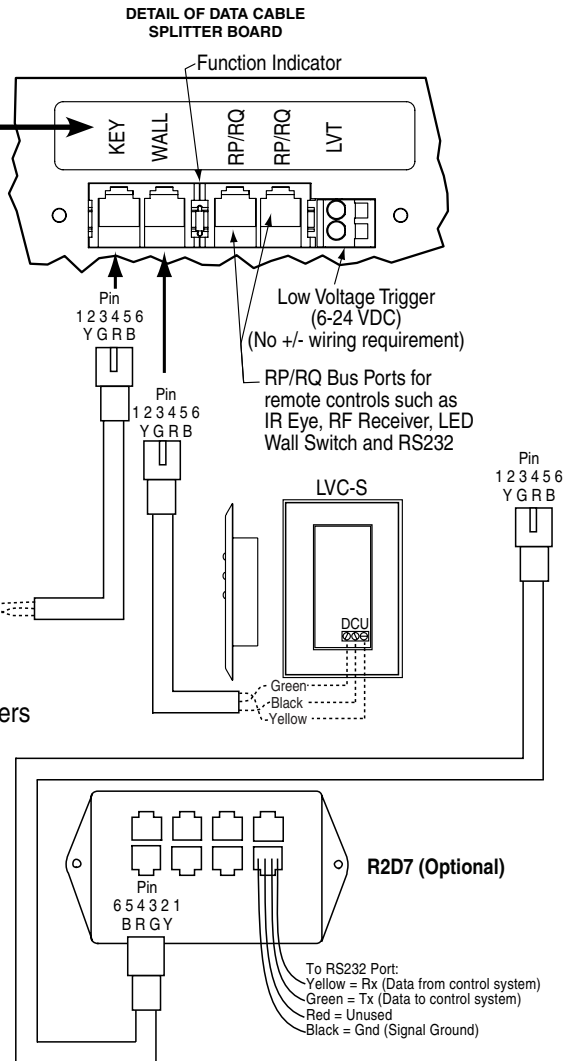 DETAIL OF DATA CABLE
SPLITTER BOARD
Function Indicator
KEY
WALL
RP/RQ
RP/RQ
LVT
Pin
1 2 3 4 5 6
Y G R B
Low Voltage Trigger
(6-24 VDC)
(No +/- wiring requirement)
Pin
1 2 3 4 5 6
Y G R B
RP/RQ Bus Ports for
remote controls such as
IR Eye, RF Receiver, LED
Wall Switch and RS232
Pin
1 2 3 4 5 6
Y G R B
LVC-S
DCU
Green
Black
Yellow
ers
R2D7 (Optional)
Pin
6 5 4 3 2 1
B R G Y
To RS232 Port:
Yellow = Rx (Data from control system)
Green = Tx (Data to control system)
Red = Unused
Black = Gnd (Signal Ground)